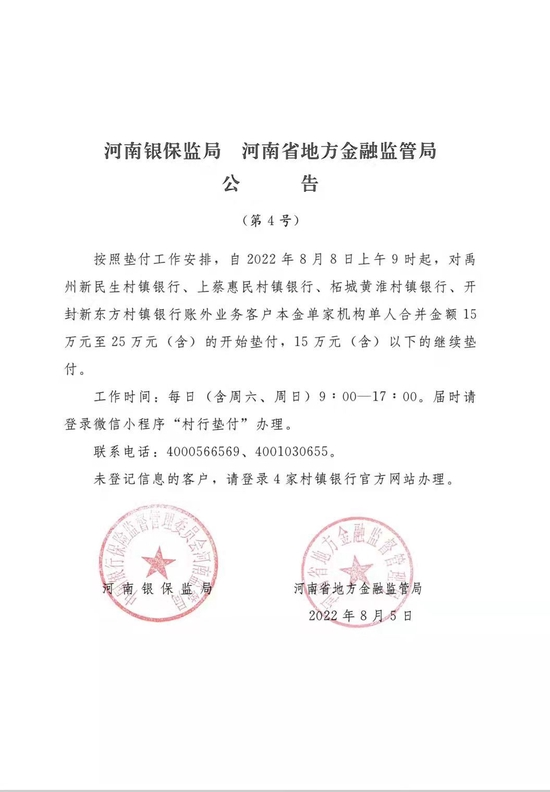 河南银保监局 河南省地方金融监管局
公 告
（第 4 号）
按照垫付工作安排，自 2022 年 8 月 8 日上午 9 时起，对禹
州新民生村镇银行、上蔡惠民村镇银行、柘城黄淮村镇银行、开
封新东方村镇银行账外业务客户本金单家机构单人合并金额 15
万元至 25 万元（含）的开始垫付，15 万元（含）以下的继续垫
付。
工作时间：每日（含周六、周日）9：00—17：00。届时请
登录微信小程序“村行垫付”办理。
联系电话：4000566569、4001030655。
未登记信息的客户，请登录 4 家村镇银行官方网站办理。
中国银行保险监督管理委员会河南监管局
河南省地方金融监督管理局
河南银保监局 河南省地方金融监管局
2022 年 8 月 5 日